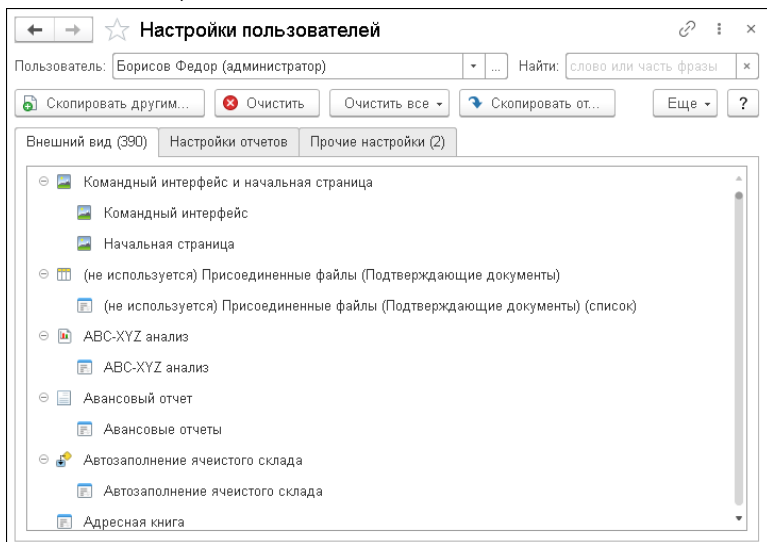 Настройки пользователей
Пользователь: Борисов Федор (администратор) ... Найти: слово или часть фразы ×
Скопировать другим... Очистить Очистить все Скопировать от... Еще ?
Внешний вид (390) Настройки отчетов Прочие настройки (2)
Командный интерфейс и начальная страница
Командный интерфейс
Начальная страница
(не используется) Присоединенные файлы (Подтверждающие документы)
(не используется) Присоединенные файлы (Подтверждающие документы) (список)
ABC-XYZ анализ
ABC-XYZ анализ
Авансовый отчет
Авансовые отчеты
Автозаполнение ячеистого склада
Автозаполнение ячеистого склада
Адресная книга